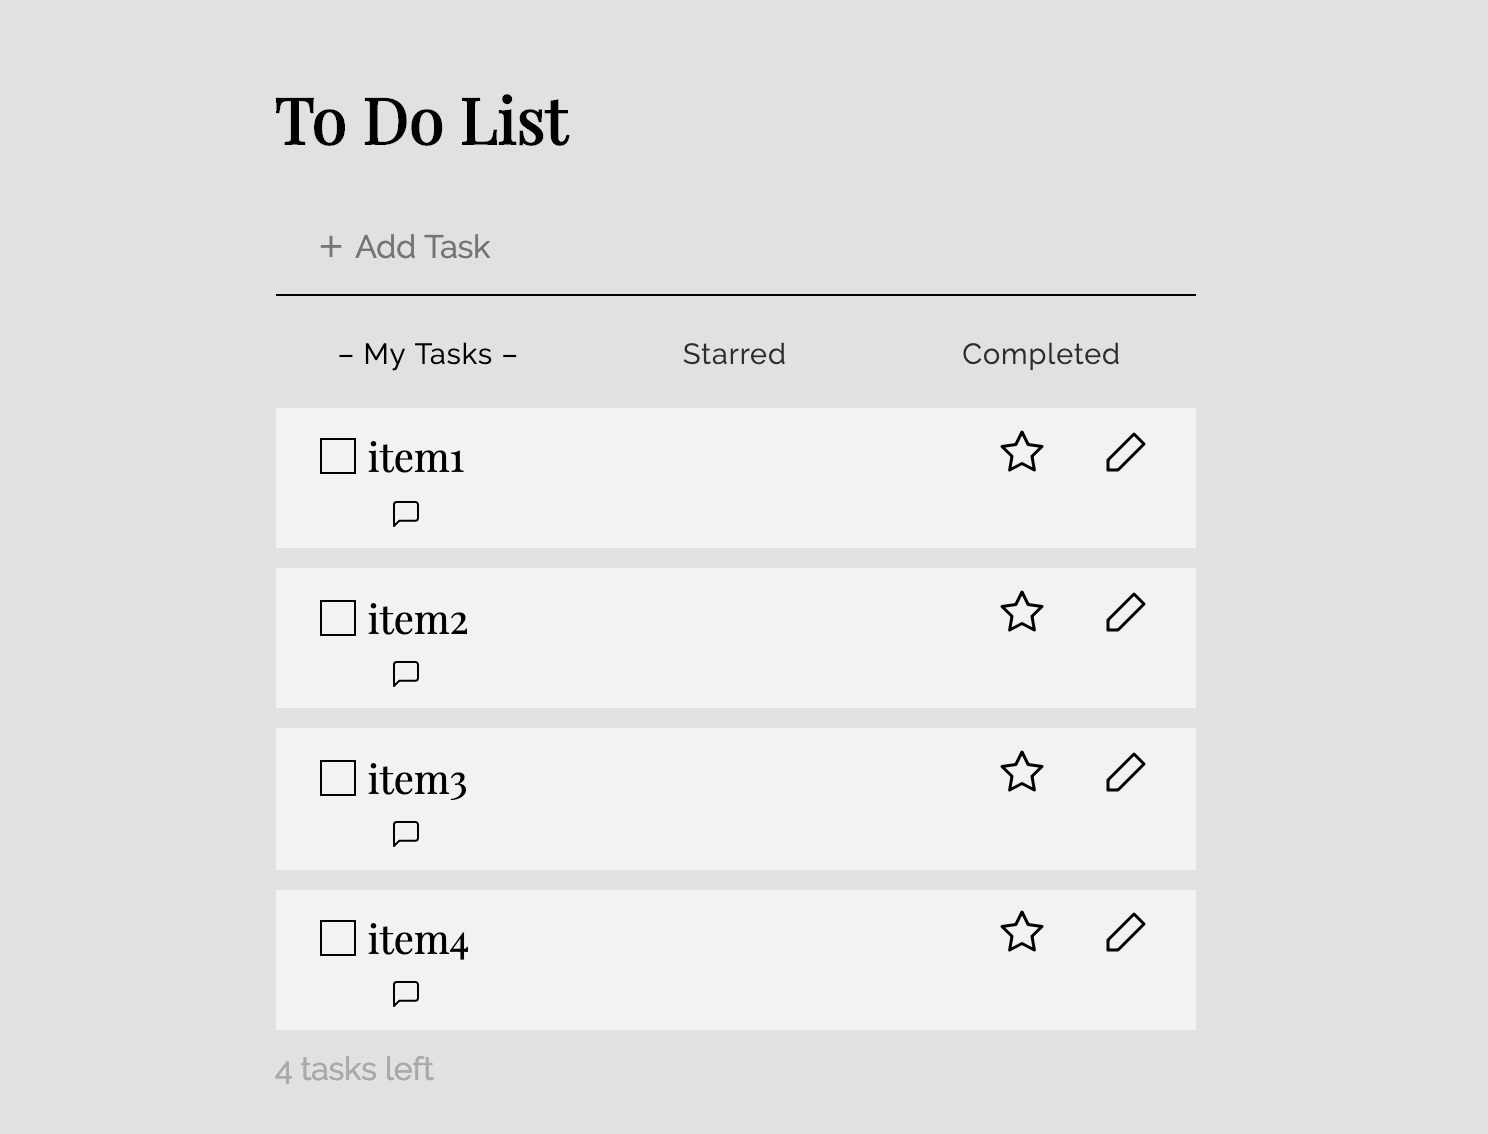 To Do List
+ Add Task
– My Tasks – Starred Completed
item1
item2
item3
item4
4 tasks left